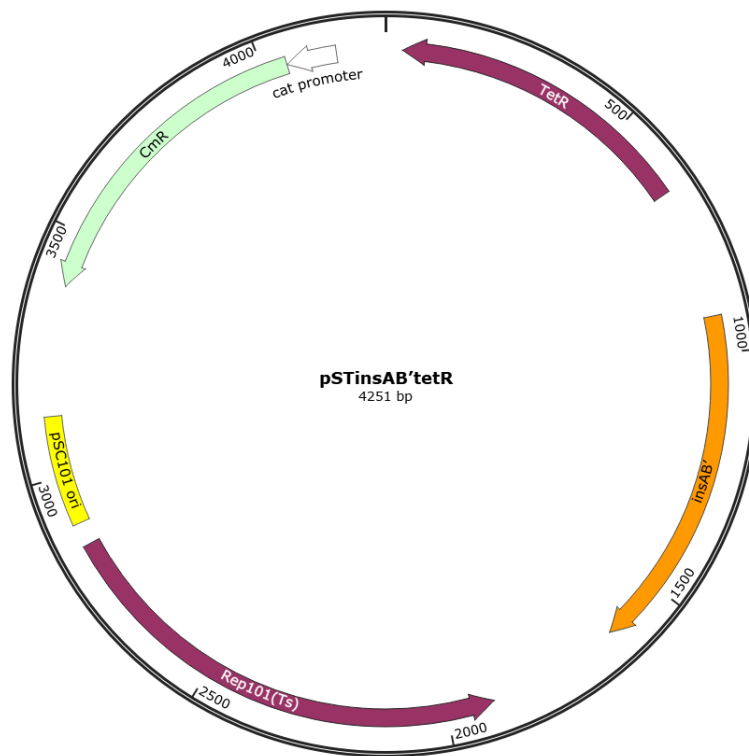 4000
cat promoter
TetR
500
CmR
3500
1000
pSTinsAB’tetR
4251 bp
pSC101 ori
insAB’
3000
1500
Rep101(Ts)
2500
2000